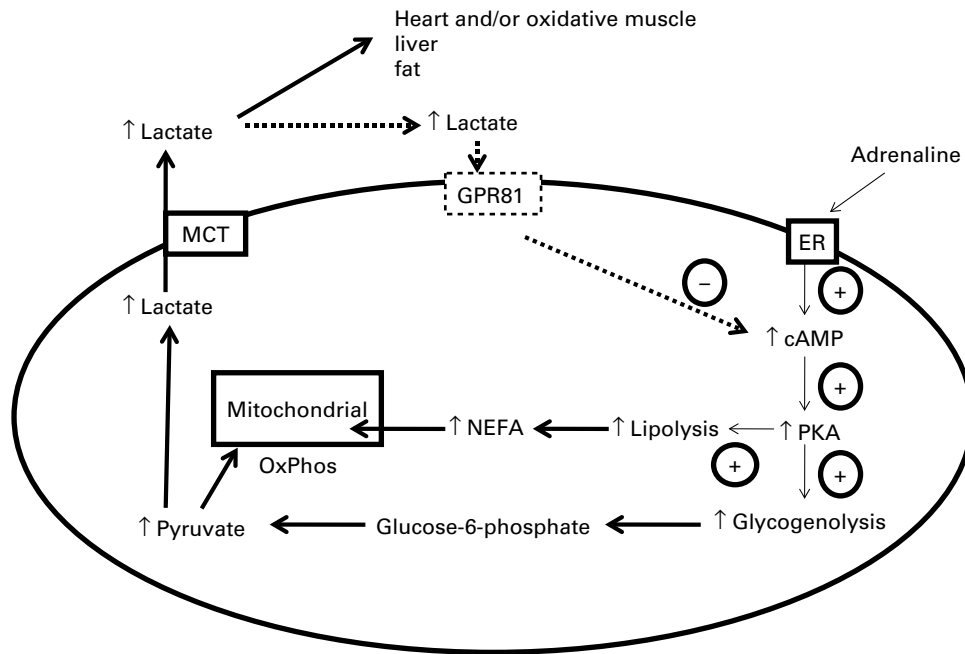 Heart and/or oxidative muscle
liver
fat
↑ Lactate
↑ Lactate
Adrenaline
GPR81
MCT
ER
+
−
↑ Lactate
↑ cAMP
+
Mitochondrial
↑ NEFA
↑ Lipolysis
↑ PKA
OxPhos
+
+
↑ Pyruvate
Glucose-6-phosphate
↑ Glycogenolysis